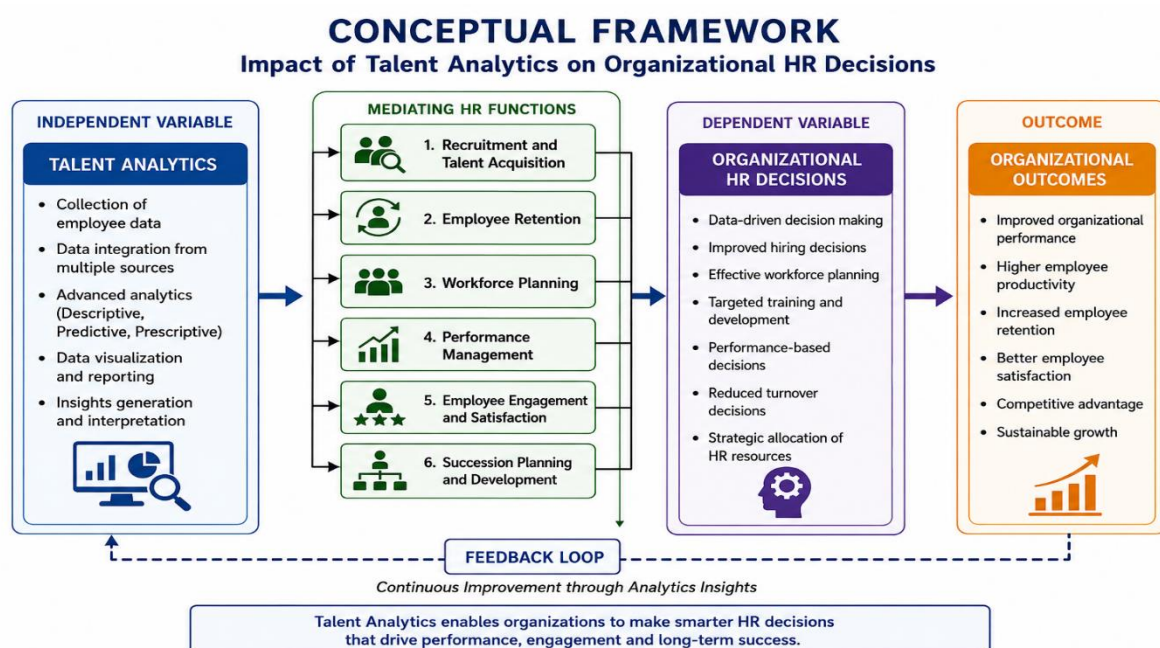 CONCEPTUAL FRAMEWORK
Impact of Talent Analytics on Organizational HR Decisions
INDEPENDENT VARIABLE
TALENT ANALYTICS
• Collection of
employee data
• Data integration from
multiple sources
• Advanced analytics
(Descriptive,
Predictive, Prescriptive)
• Data visualization
and reporting
• Insights generation
and interpretation
MEDIATING HR FUNCTIONS
1. Recruitment and
Talent Acquisition
2. Employee Retention
3. Workforce Planning
4. Performance
Management
5. Employee Engagement
and Satisfaction
6. Succession Planning
and Development
DEPENDENT VARIABLE
ORGANIZATIONAL
HR DECISIONS
• Data-driven decision making
• Improved hiring decisions
• Effective workforce planning
• Targeted training and
development
• Performance-based
decisions
• Reduced turnover
decisions
• Strategic allocation of
HR resources
OUTCOME
ORGANIZATIONAL
OUTCOMES
• Improved organizational
performance
• Higher employee
productivity
• Increased employee
retention
• Better employee
satisfaction
• Competitive advantage
• Sustainable growth
FEEDBACK LOOP
Continuous Improvement through Analytics Insights
Talent Analytics enables organizations to make smarter HR decisions
that drive performance, engagement and long-term success.